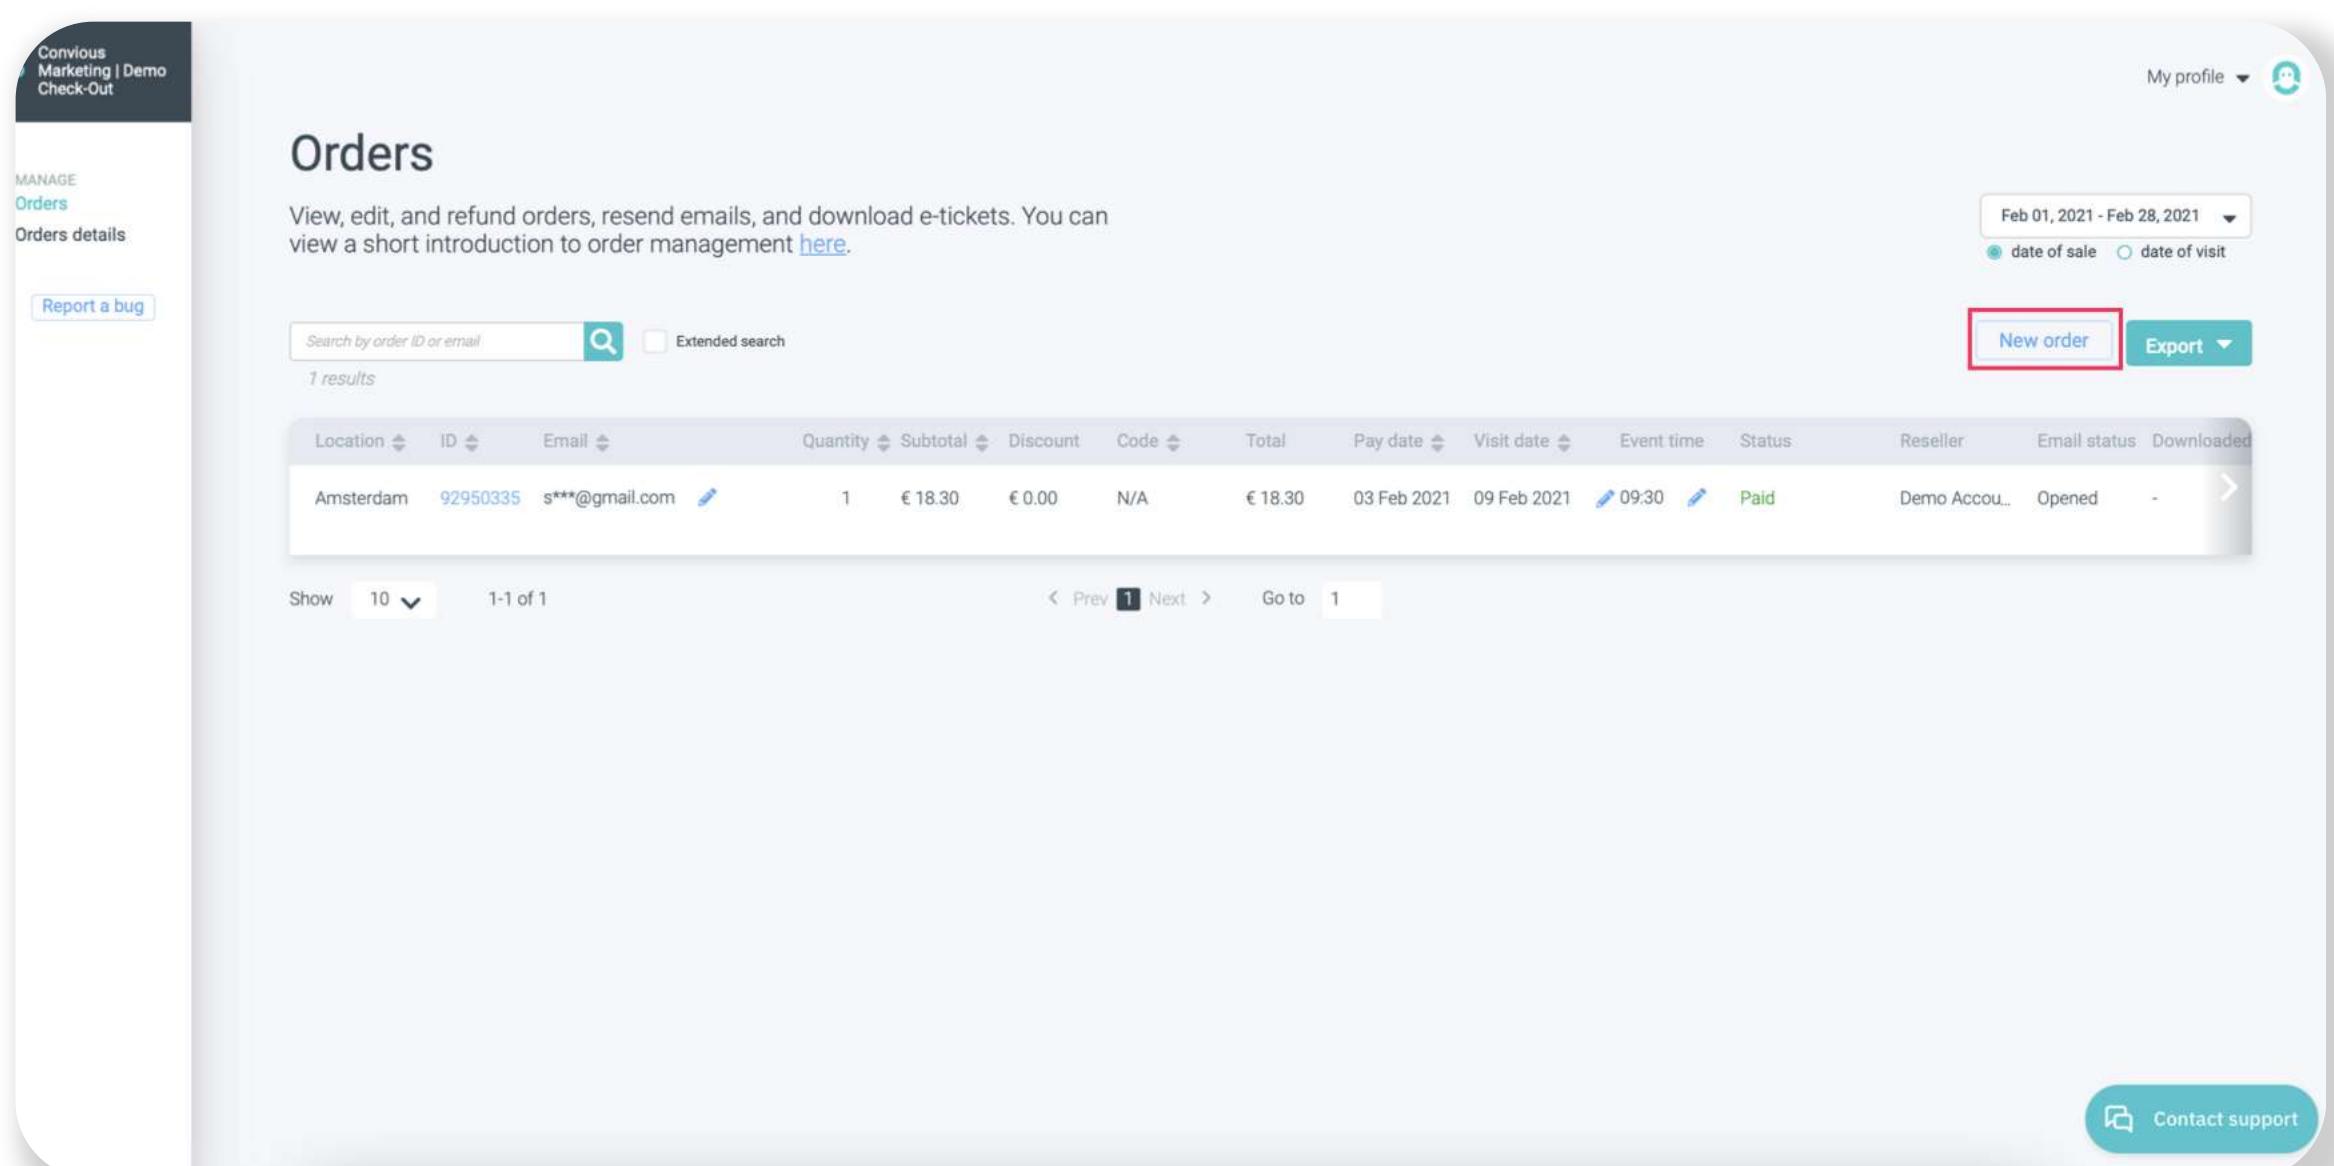 Convious
Marketing | Demo
Check-Out
My profile
MANAGE
Orders
Orders details
Report a bug
Orders
View, edit, and refund orders, resend emails, and download e-tickets. You can
view a short introduction to order management here.
Feb 01, 2021 - Feb 28, 2021
date of sale date of visit
Search by order ID or email
Extended search
New order
Export
1 results
Location ID Email Quantity Subtotal Discount Code Total Pay date Visit date Event time Status Reseller Email status Downloaded
Amsterdam 92950335 s***@gmail.com 1 € 18.30 € 0.00 N/A € 18.30 03 Feb 2021 09 Feb 2021 09:30 Paid Demo Accou... Opened -
Show 10 1-1 of 1 < Prev 1 Next > Go to 1
Contact support